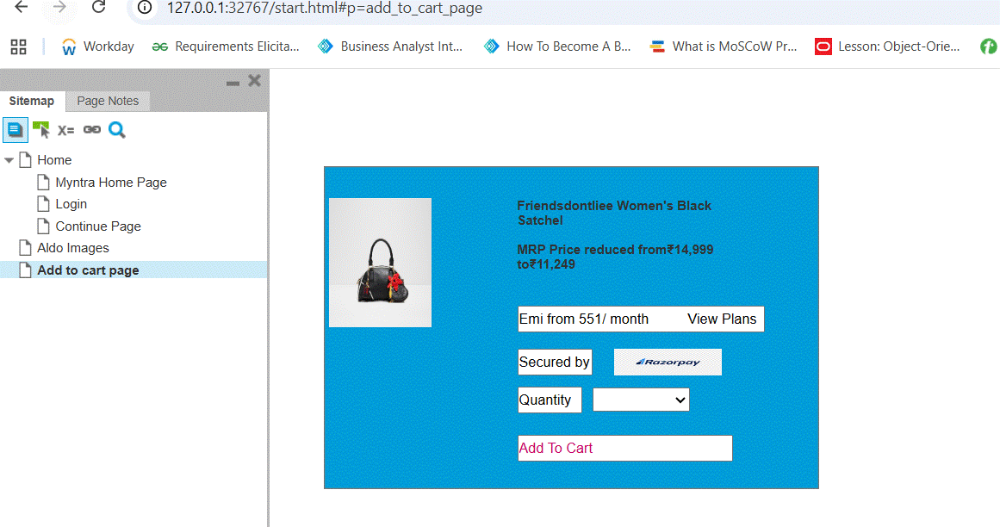 127.0.0.1:32767/start.html#p=add_to_cart_page
Workday
Requirements Elicita...
Business Analyst Int...
How To Become A B...
What is MoSCoW Pr...
Lesson: Object-Orie...
Sitemap
Page Notes
X=
Home
Myntra Home Page
Login
Continue Page
Aldo Images
Add to cart page
Friendsdontliee Women's Black
Satchel
MRP Price reduced from₹14,999
to₹11,249
Emi from 551/ month
View Plans
Secured by
Razorpay
Quantity
Add To Cart